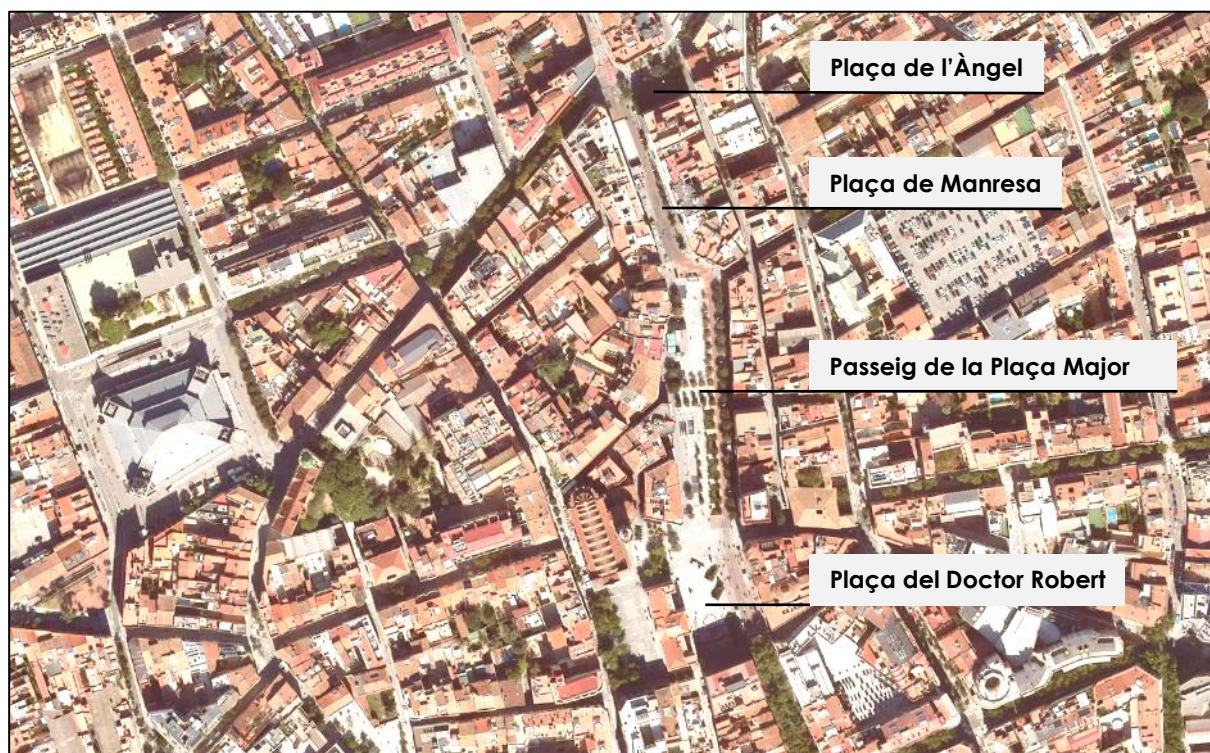 Plaça de l’Àngel
Plaça de Manresa
Passeig de la Plaça Major
Plaça del Doctor Robert